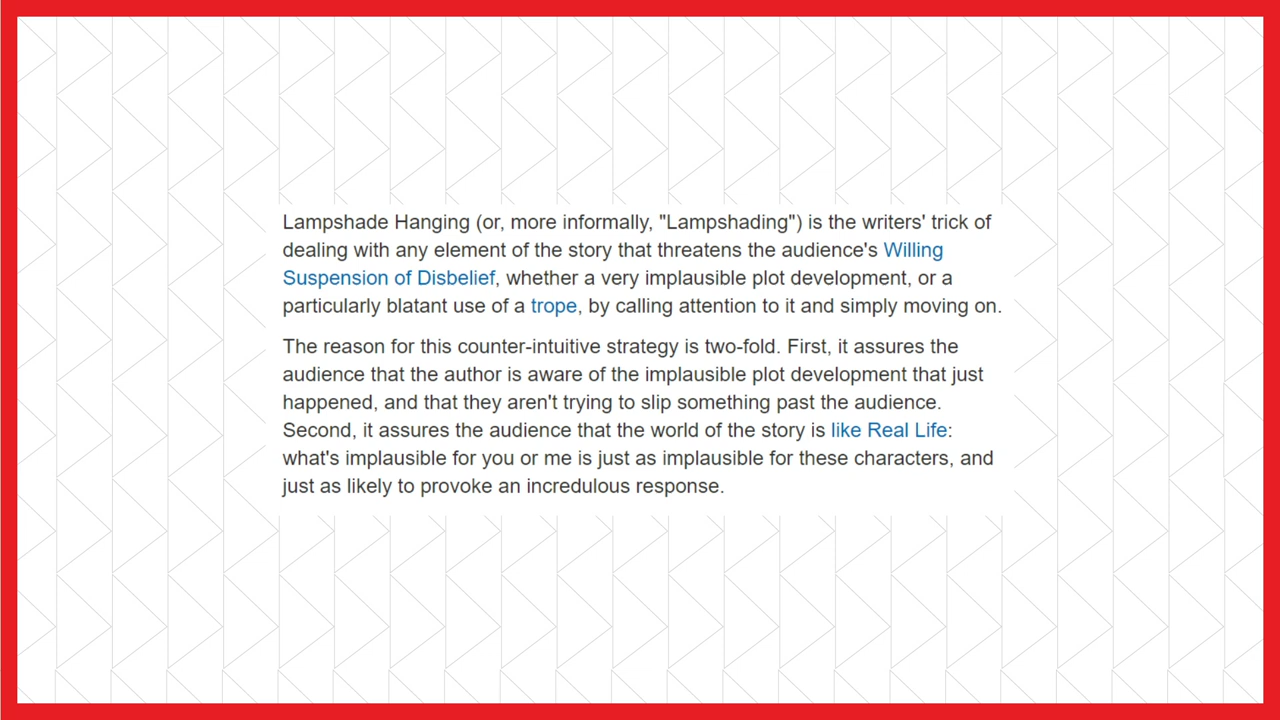 Lampshade Hanging (or, more informally, "Lampshading") is the writers' trick of
dealing with any element of the story that threatens the audience's Willing
Suspension of Disbelief, whether a very implausible plot development, or a
particularly blatant use of a trope, by calling attention to it and simply moving on.
The reason for this counter-intuitive strategy is two-fold. First, it assures the
audience that the author is aware of the implausible plot development that just
happened, and that they aren't trying to slip something past the audience.
Second, it assures the audience that the world of the story is like Real Life:
what's implausible for you or me is just as implausible for these characters, and
just as likely to provoke an incredulous response.